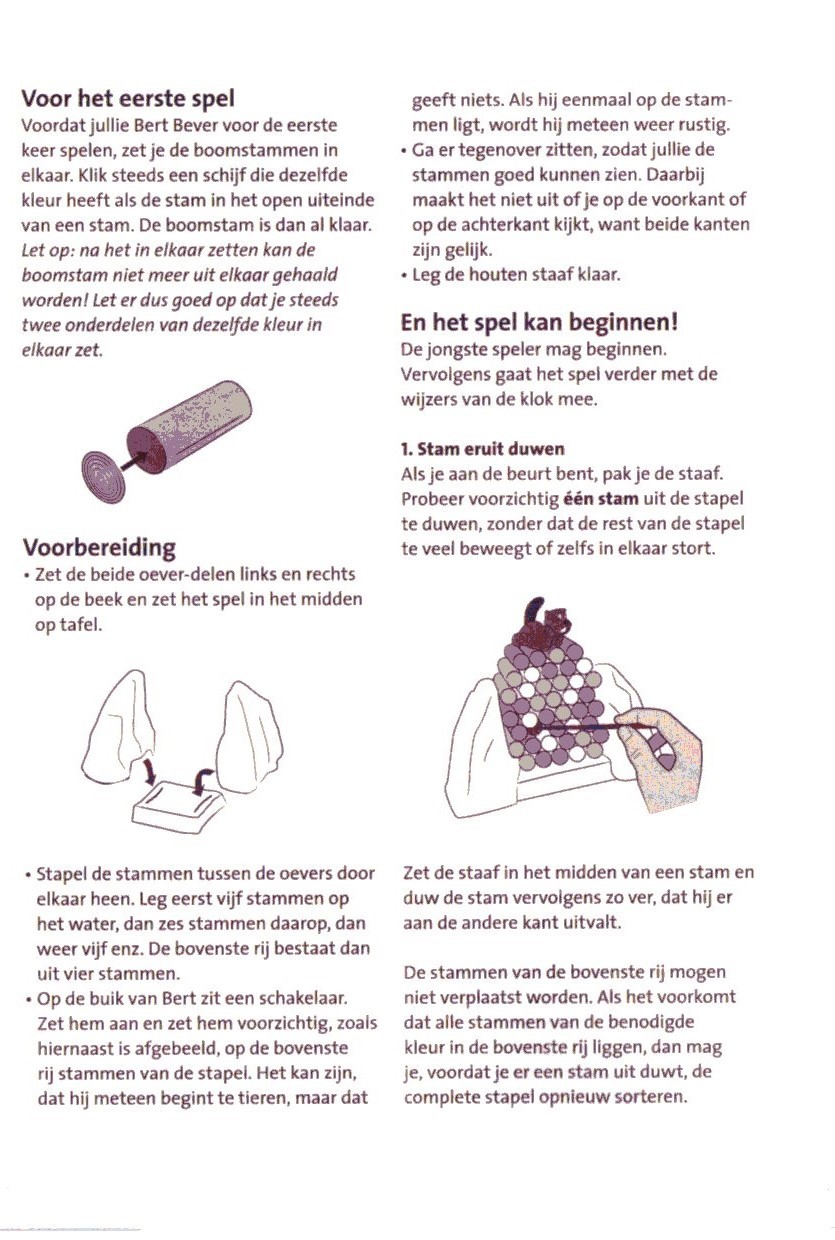 Voor het eerste spel
Voordat jullie Bert Bever voor de eerste
keer spelen, zet je de boomstammen in
elkaar. Klik steeds een schijf die dezelfde
kleur heeft als de stam in het open uiteinde
van een stam. De boomstam is dan al klaar.
Let op: na het in elkaar zetten kan de
boomstam niet meer uit elkaar gehaald
worden! Let er dus goed op dat je steeds
twee onderdelen van dezelfde kleur in
elkaar zet.
Voorbereiding
• Zet de beide oever-delen links en rechts
op de beek en zet het spel in het midden
op tafel.
• Stapel de stammen tussen de oevers door
elkaar heen. Leg eerst vijf stammen op
het water, dan zes stammen daarop, dan
weer vijf enz. De bovenste rij bestaat dan
uit vier stammen.
• Op de buik van Bert zit een schakelaar.
Zet hem aan en zet hem voorzichtig, zoals
hiernaast is afgebeeld, op de bovenste
rij stammen van de stapel. Het kan zijn,
dat hij meteen begint te tieren, maar dat
geeft niets. Als hij eenmaal op de stam-
men ligt, wordt hij meteen weer rustig.
• Ga er tegenover zitten, zodat jullie de
stammen goed kunnen zien. Daarbij
maakt het niet uit of je op de voorkant of
op de achterkant kijkt, want beide kanten
zijn gelijk.
• Leg de houten staaf klaar.
En het spel kan beginnen!
De jongste speler mag beginnen.
Vervolgens gaat het spel verder met de
wijzers van de klok mee.
1. Stam eruit duwen
Als je aan de beurt bent, pak je de staaf.
Probeer voorzichtig één stam uit de stapel
te duwen, zonder dat de rest van de stapel
te veel beweegt of zelfs in elkaar stort.
Zet de staaf in het midden van een stam en
duw de stam vervolgens zo ver, dat hij er
aan de andere kant uitvalt.
De stammen van de bovenste rij mogen
niet verplaatst worden. Als het voorkomt
dat alle stammen van de benodigde
kleur in de bovenste rij liggen, dan mag
je, voordat je er een stam uit duwt, de
complete stapel opnieuw sorteren.